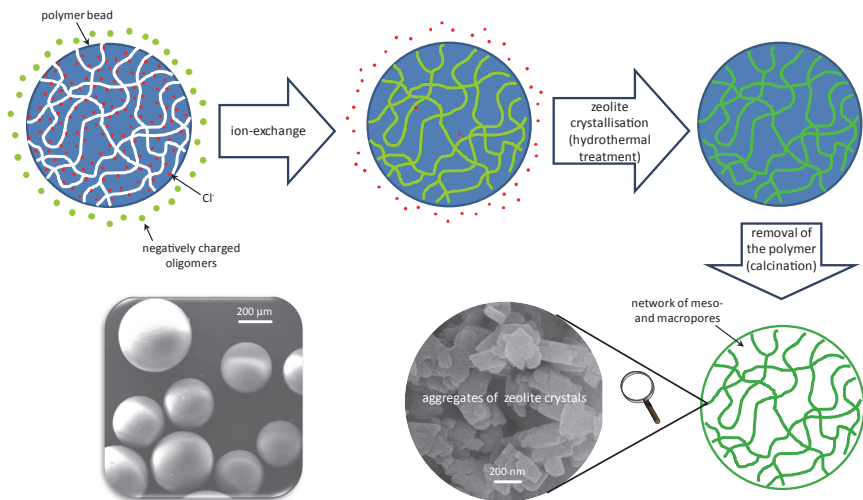 polymer bead
ion-exchange
zeolite
crystallisation
(hydrothermal
treatment)
Cl⁻
negatively charged
oligomers
removal of
the polymer
(calcination)
network of meso-
and macropores
200 µm
aggregates of zeolite crystals
200 nm